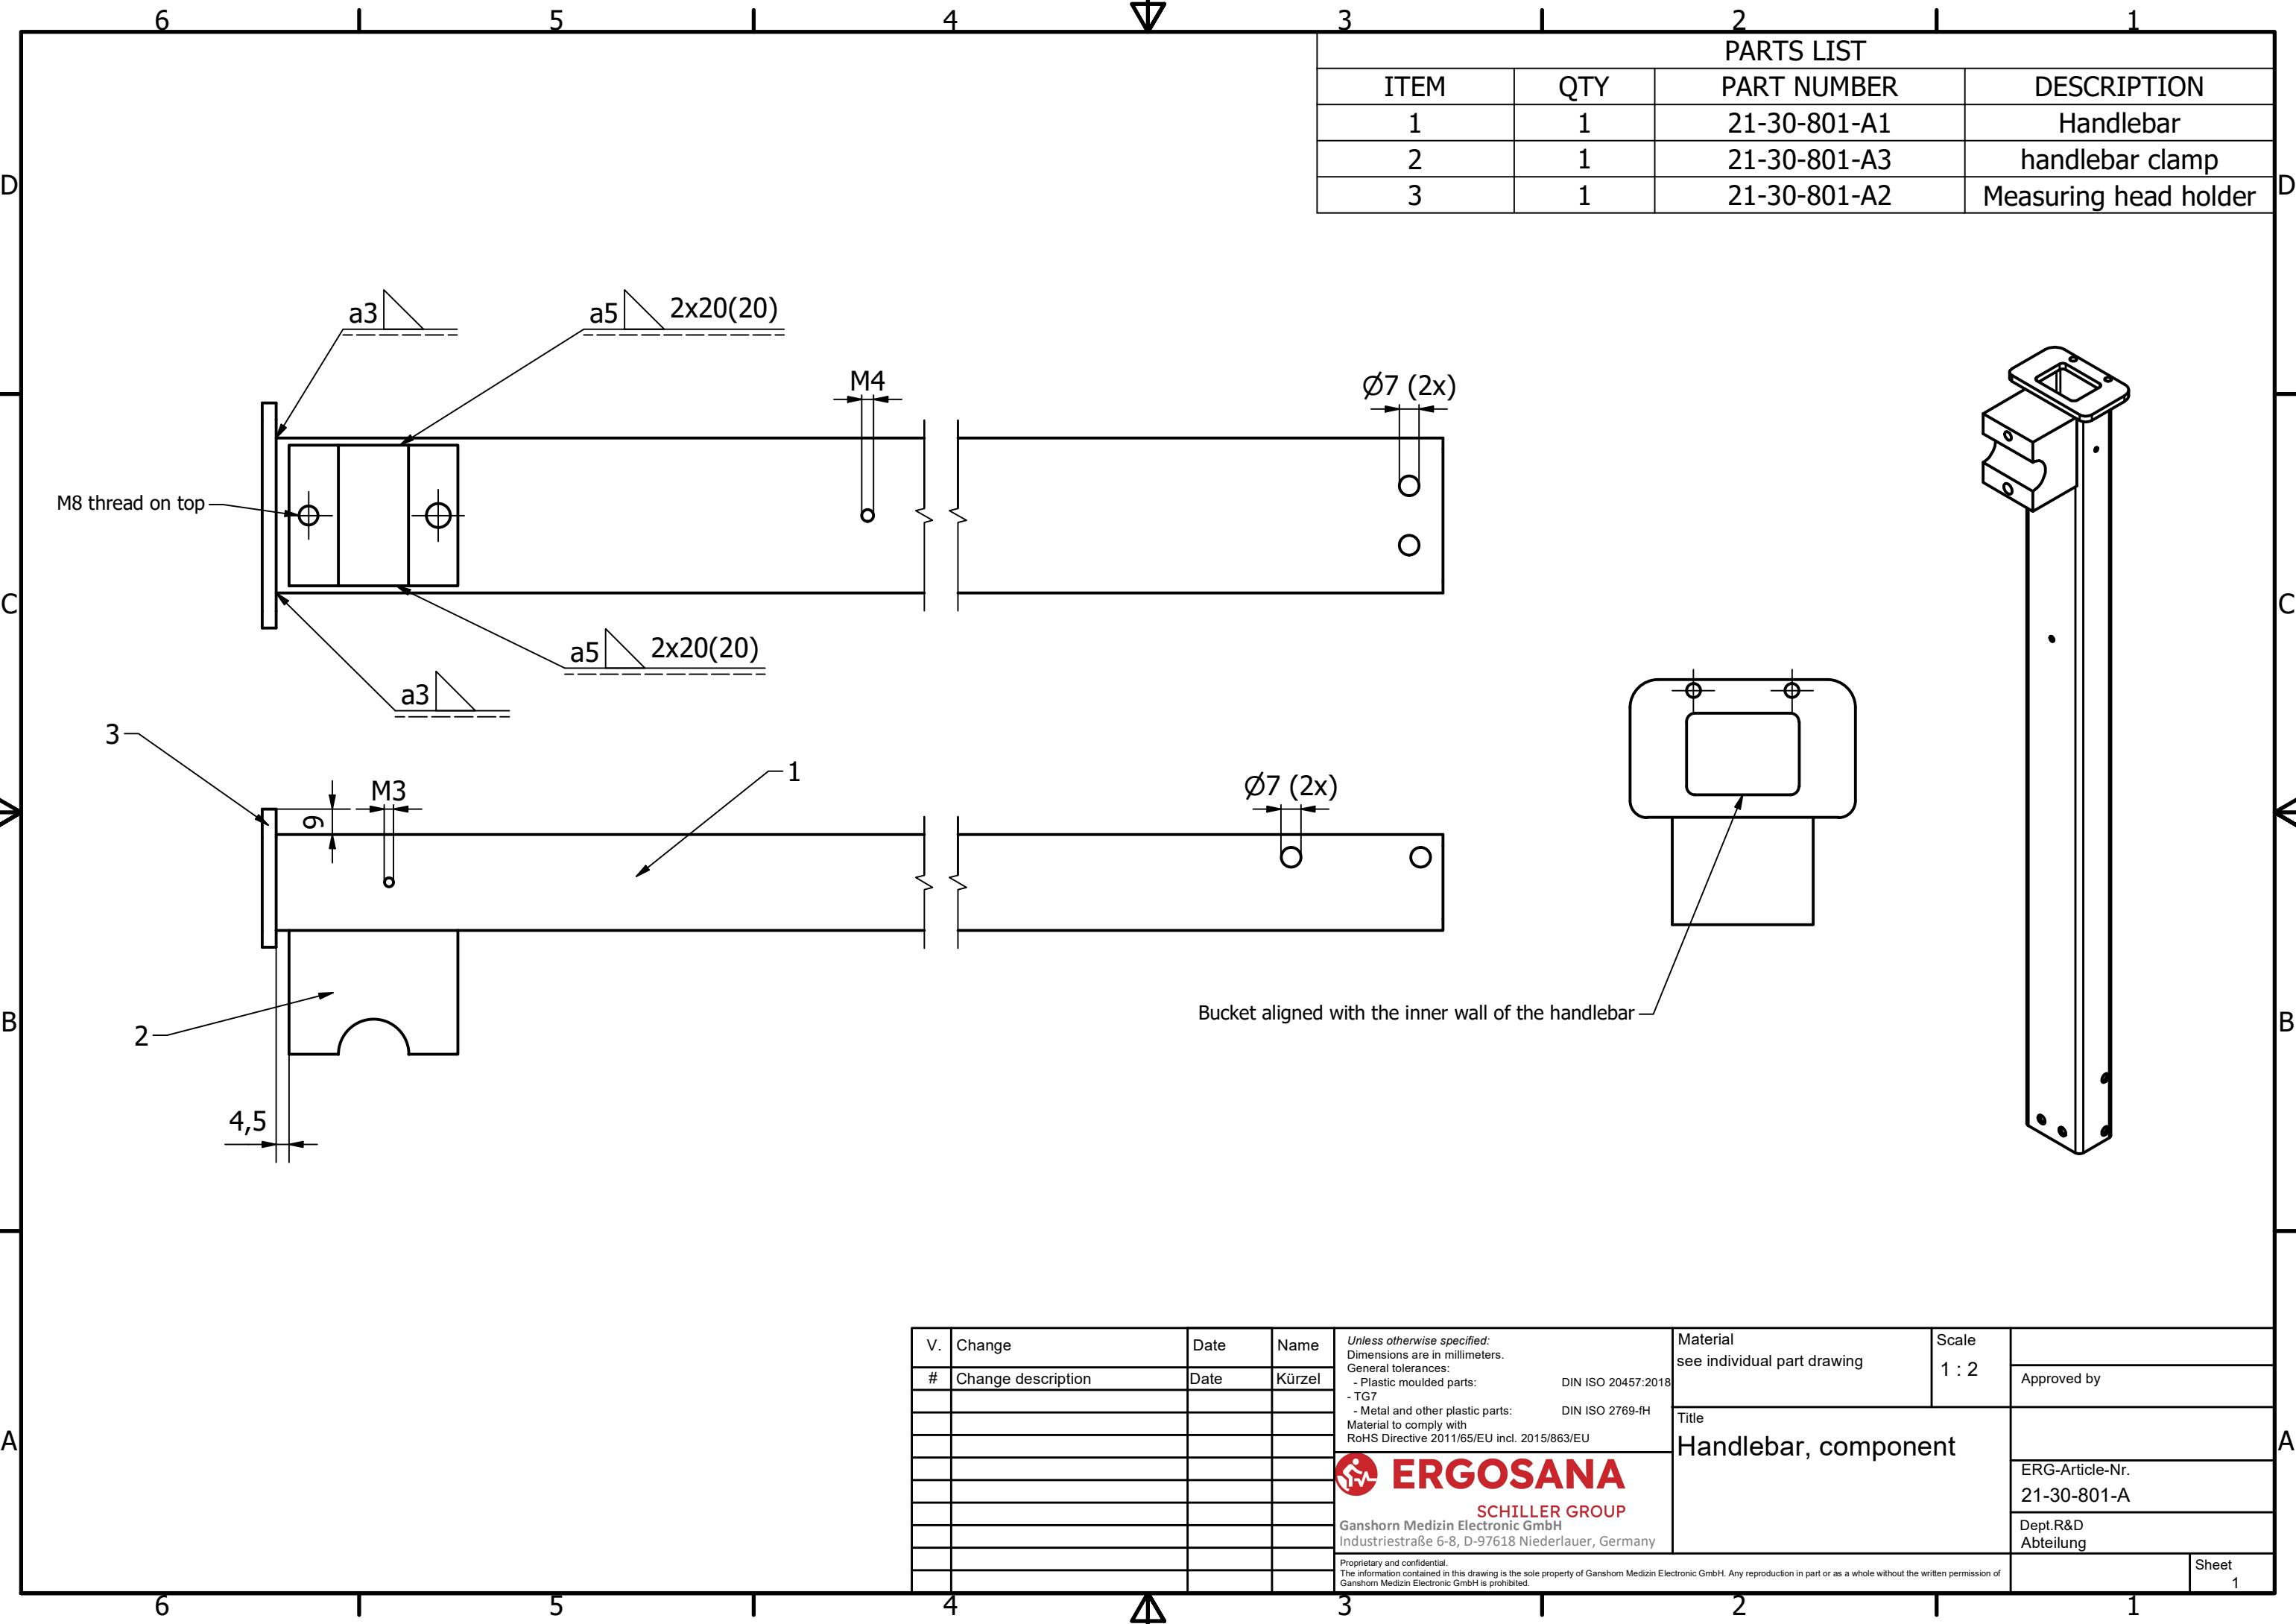 6 5 4 3 2 1
PARTS LIST
ITEM QTY PART NUMBER DESCRIPTION
1 1 21-30-801-A1 Handlebar
2 1 21-30-801-A3 handlebar clamp
3 1 21-30-801-A2 Measuring head holder
D D
a3
a5 2x20(20)
M4
Ø7 (2x)
M8 thread on top
C C
a5 2x20(20)
a3
3
1
M3
9
Ø7 (2x)
Bucket aligned with the inner wall of the handlebar
B B
2
4,5
V. Change Date Name
# Change description Date Kürzel
Unless otherwise specified:
Dimensions are in millimeters.
General tolerances:
- Plastic moulded parts: DIN ISO 20457:2018
- TG7
- Metal and other plastic parts: DIN ISO 2769-fH
Material to comply with
RoHS Directive 2011/65/EU incl. 2015/863/EU
Material
see individual part drawing
Scale
1 : 2
Approved by
Title
Handlebar, component
A A
ERGOSANA
SCHILLER GROUP
Ganshorn Medizin Electronic GmbH
Industriestraße 6-8, D-97618 Niederlauer, Germany
ERG-Article-Nr.
21-30-801-A
Dept.R&D
Abteilung
Proprietary and confidential.
The information contained in this drawing is the sole property of Ganshorn Medizin Electronic GmbH. Any reproduction in part or as a whole without the written permission of
Ganshorn Medizin Electronic GmbH is prohibited.
Sheet
1
6 5 4 3 2 1